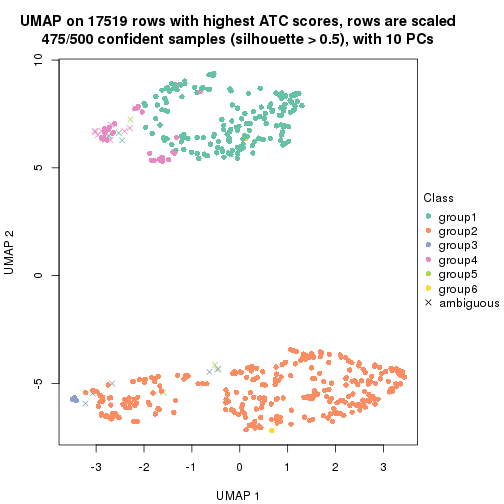 UMAP on 17519 rows with highest ATC scores, rows are scaled
475/500 confident samples (silhouette > 0.5), with 10 PCs
10
5
0
-5
UMAP 2
-3
-2
-1
0
1
2
3
UMAP 1
Class
group1
group2
group3
group4
group5
group6
ambiguous